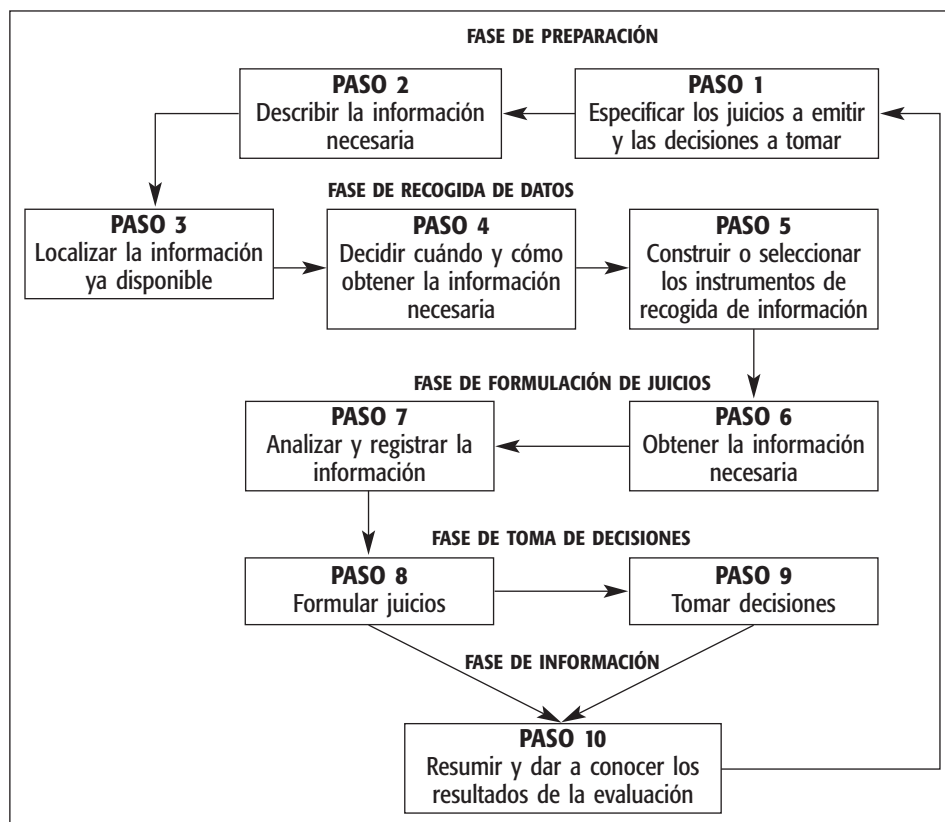 FASE DE PREPARACIÓN
PASO 2
Describir la información
necesaria
PASO 1
Especificar los juicios a emitir
y las decisiones a tomar
FASE DE RECOGIDA DE DATOS
PASO 3
Localizar la información
ya disponible
PASO 4
Decidir cuándo y cómo
obtener la información
necesaria
PASO 5
Construir o seleccionar
los instrumentos de
recogida de información
FASE DE FORMULACIÓN DE JUICIOS
PASO 7
Analizar y registrar la
información
PASO 6
Obtener la información
necesaria
FASE DE TOMA DE DECISIONES
PASO 8
Formular juicios
PASO 9
Tomar decisiones
FASE DE INFORMACIÓN
PASO 10
Resumir y dar a conocer los
resultados de la evaluación